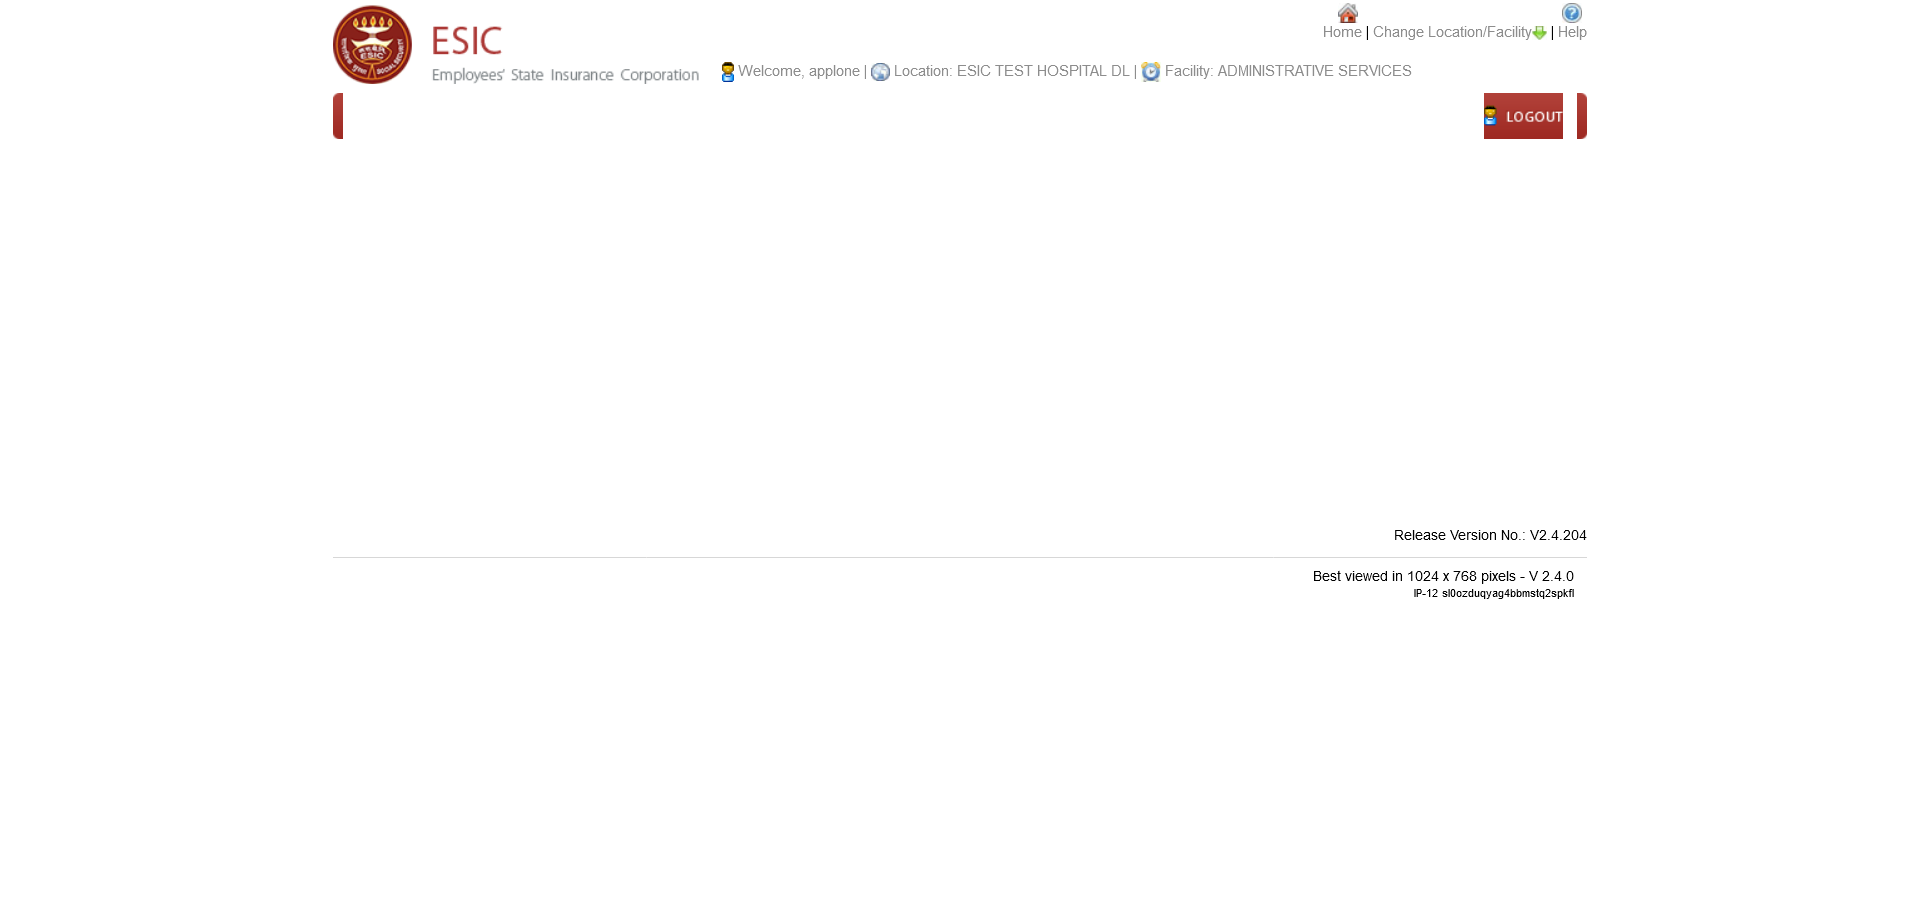 Home | Change Location/Facility | Help
ESIC
Employees' State Insurance Corporation
Welcome, applone | Location: ESIC TEST HOSPITAL DL | Facility: ADMINISTRATIVE SERVICES
LOGOUT
Release Version No.: V2.4.204
Best viewed in 1024 x 768 pixels - V 2.4.0
IP-12 sl0ozduqyag4bbmstq2spkfl